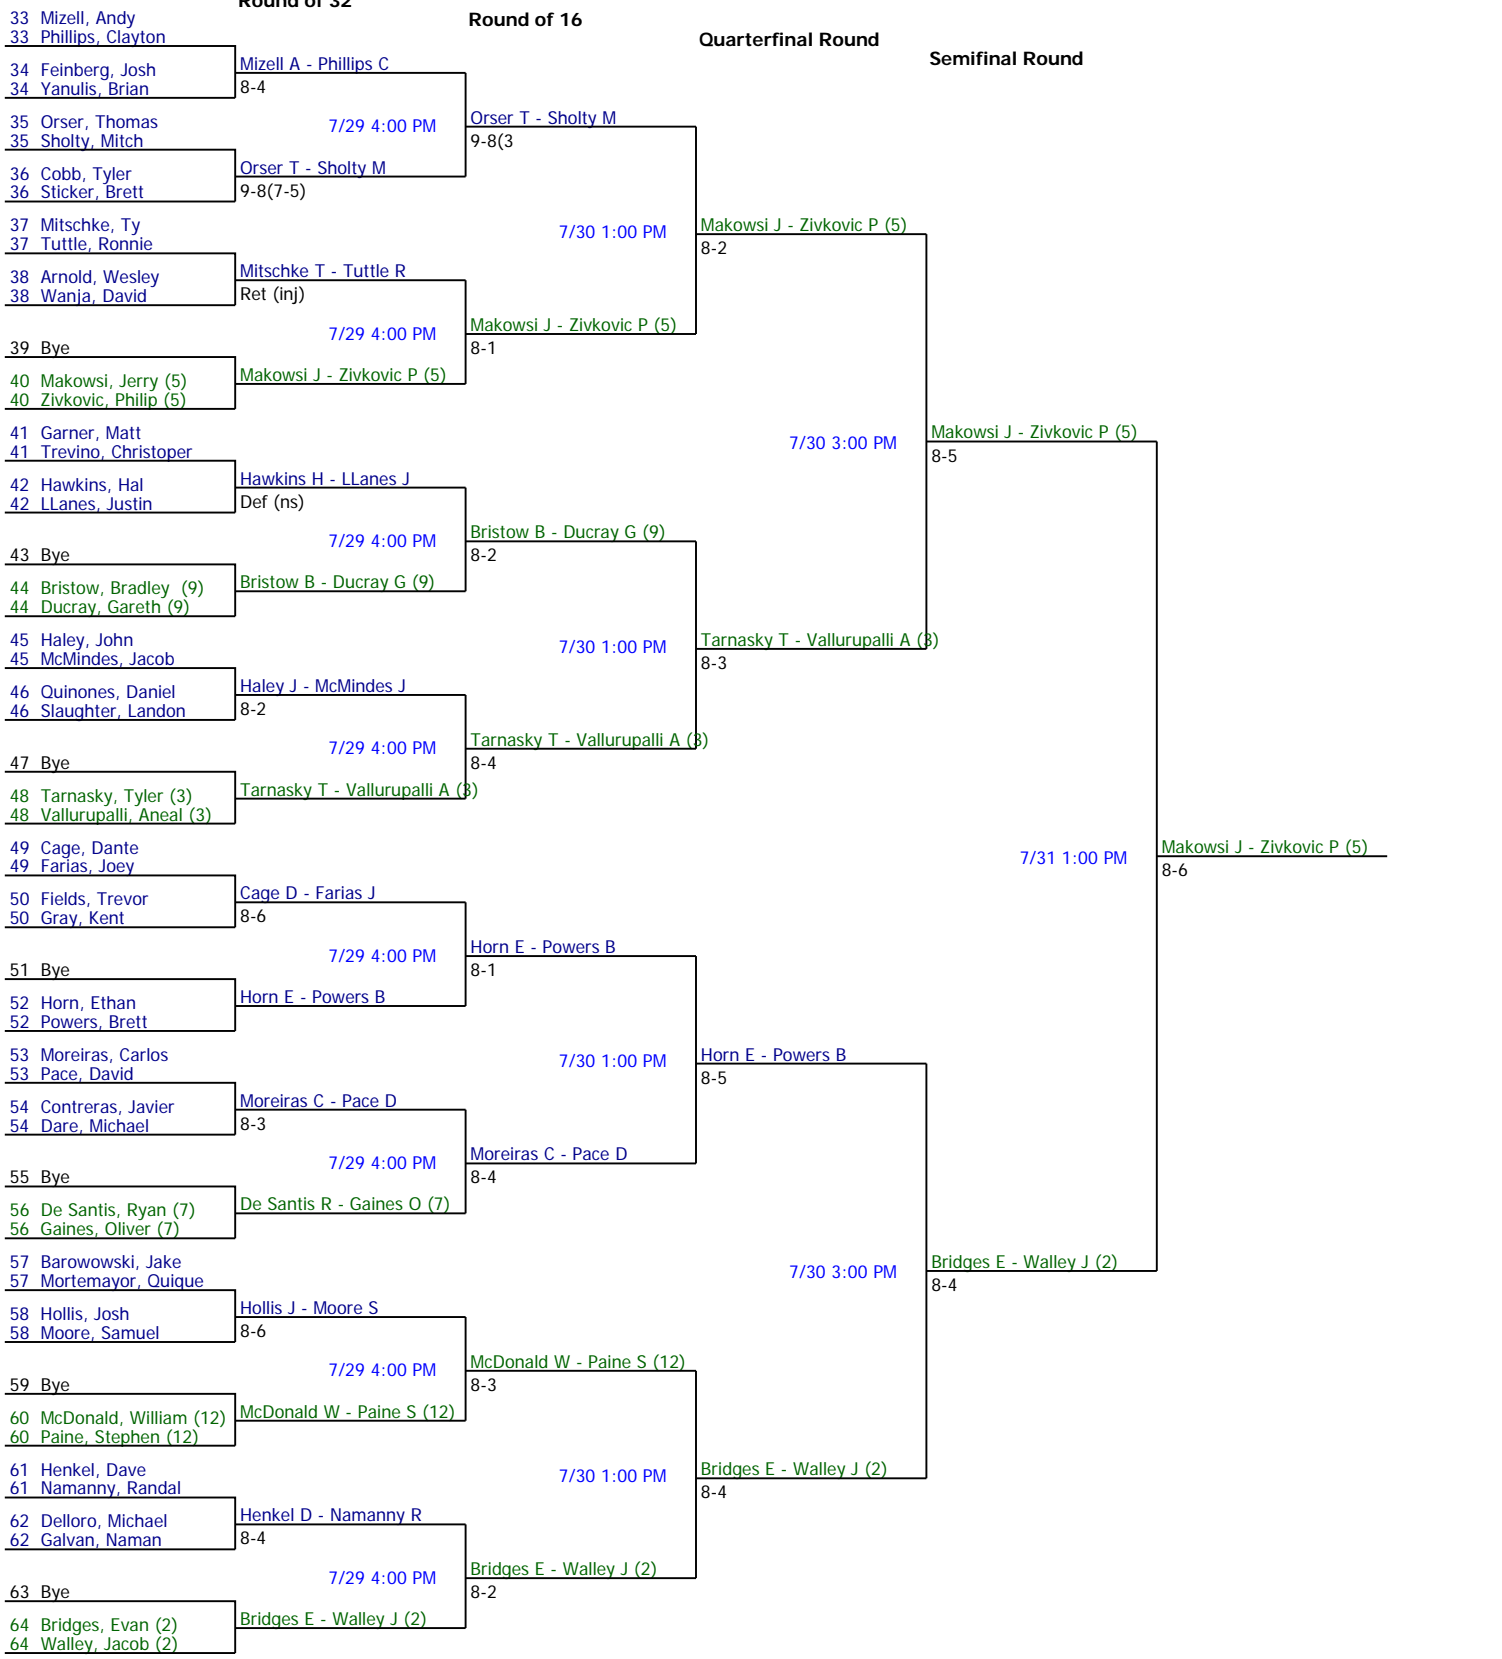 Round of 32
Round of 16
Quarterfinal Round
Semifinal Round
33 Mizell, Andy
33 Phillips, Clayton
Mizell A - Phillips C
8-4
34 Feinberg, Josh
34 Yanulis, Brian
7/29 4:00 PM
Orser T - Sholty M
9-8(3
35 Orser, Thomas
35 Sholty, Mitch
Orser T - Sholty M
9-8(7-5)
36 Cobb, Tyler
36 Sticker, Brett
7/30 1:00 PM
Makowsi J - Zivkovic P (5)
8-2
37 Mitschke, Ty
37 Tuttle, Ronnie
Mitschke T - Tuttle R
Ret (inj)
38 Arnold, Wesley
38 Wanja, David
7/29 4:00 PM
Makowsi J - Zivkovic P (5)
8-1
39 Bye
Makowsi J - Zivkovic P (5)
40 Makowsi, Jerry (5)
40 Zivkovic, Philip (5)
7/30 3:00 PM
Makowsi J - Zivkovic P (5)
8-5
41 Garner, Matt
41 Trevino, Christoper
Hawkins H - LLanes J
Def (ns)
42 Hawkins, Hal
42 LLanes, Justin
7/29 4:00 PM
Bristow B - Ducray G (9)
8-2
43 Bye
Bristow B - Ducray G (9)
44 Bristow, Bradley (9)
44 Ducray, Gareth (9)
7/30 1:00 PM
Tarnasky T - Vallurupalli A (3)
8-3
45 Haley, John
45 McMindes, Jacob
Haley J - McMindes J
8-2
46 Quinones, Daniel
46 Slaughter, Landon
7/29 4:00 PM
Tarnasky T - Vallurupalli A (3)
8-4
47 Bye
Tarnasky T - Vallurupalli A (3)
48 Tarnasky, Tyler (3)
48 Vallurupalli, Aneal (3)
7/31 1:00 PM
Makowsi J - Zivkovic P (5)
8-6
49 Cage, Dante
49 Farias, Joey
Cage D - Farias J
8-6
50 Fields, Trevor
50 Gray, Kent
7/29 4:00 PM
Horn E - Powers B
8-1
51 Bye
Horn E - Powers B
52 Horn, Ethan
52 Powers, Brett
7/30 1:00 PM
Horn E - Powers B
8-5
53 Moreiras, Carlos
53 Pace, David
Moreiras C - Pace D
8-3
54 Contreras, Javier
54 Dare, Michael
7/29 4:00 PM
Moreiras C - Pace D
8-4
55 Bye
De Santis R - Gaines O (7)
56 De Santis, Ryan (7)
56 Gaines, Oliver (7)
7/30 3:00 PM
Bridges E - Walley J (2)
8-4
57 Barowowski, Jake
57 Mortemayor, Quique
Hollis J - Moore S
8-6
58 Hollis, Josh
58 Moore, Samuel
7/29 4:00 PM
McDonald W - Paine S (12)
8-3
59 Bye
McDonald W - Paine S (12)
60 McDonald, William (12)
60 Paine, Stephen (12)
7/30 1:00 PM
Bridges E - Walley J (2)
8-4
61 Henkel, Dave
61 Namanny, Randal
Henkel D - Namanny R
8-4
62 Delloro, Michael
62 Galvan, Naman
7/29 4:00 PM
Bridges E - Walley J (2)
8-2
63 Bye
Bridges E - Walley J (2)
64 Bridges, Evan (2)
64 Walley, Jacob (2)